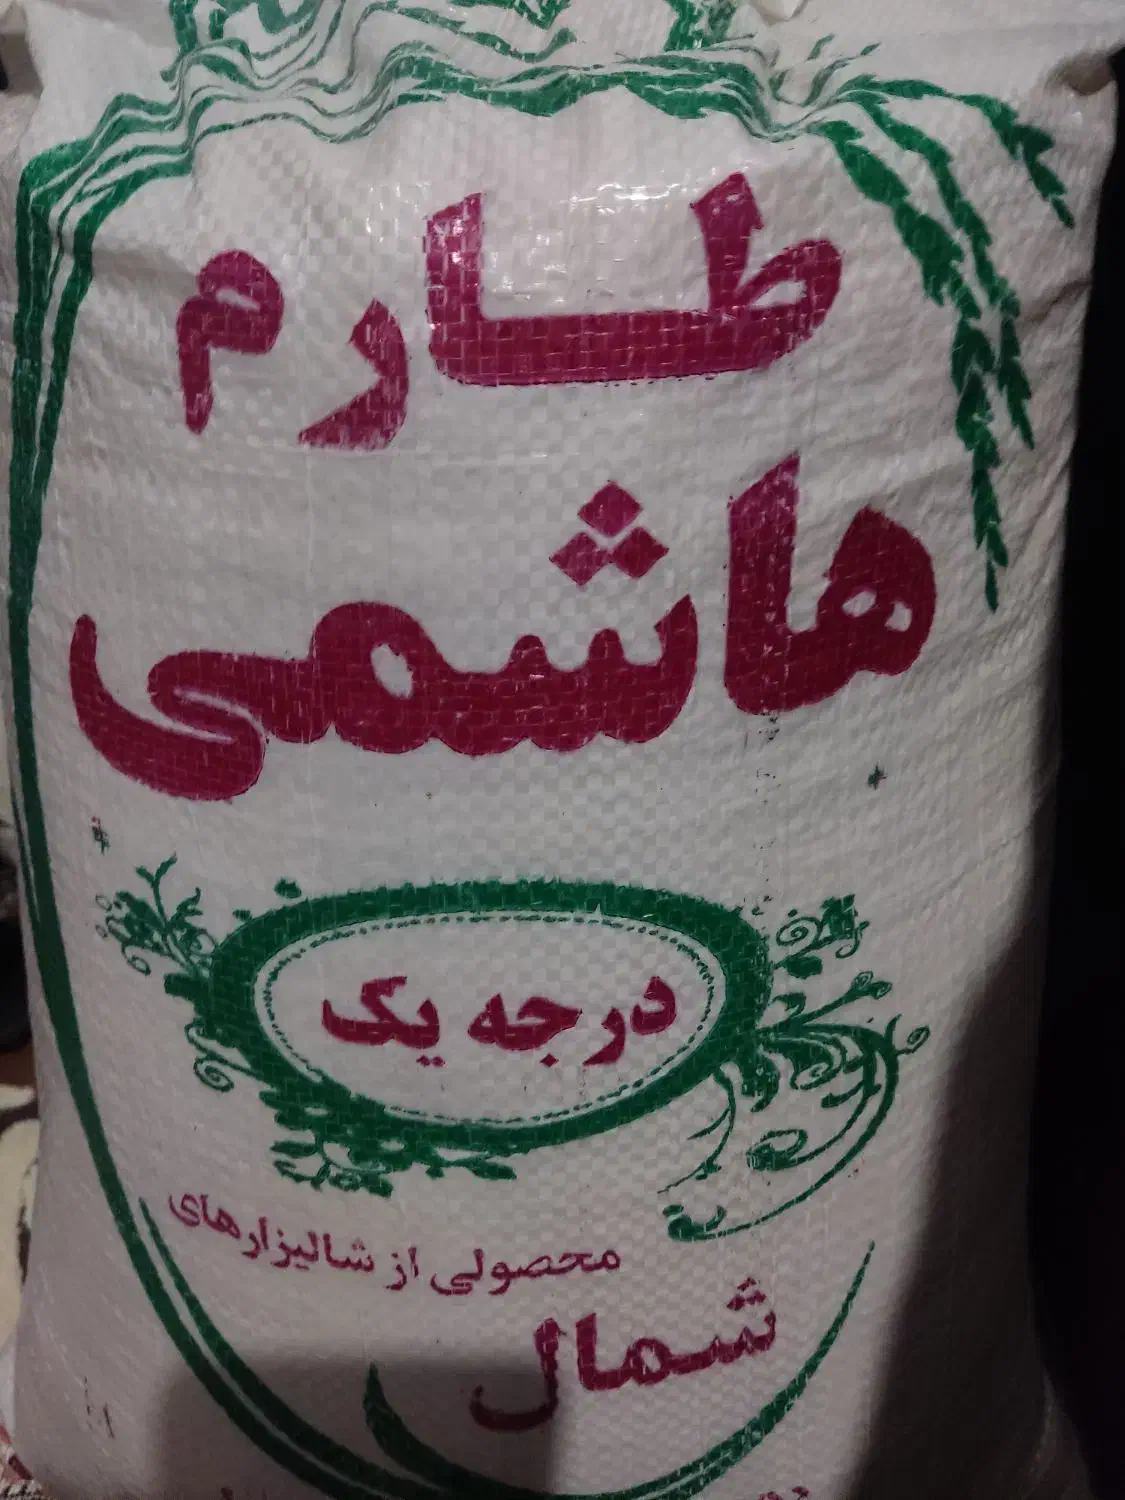 طارم
هاشمی
درجه یک
محصولی از شالیزارهای
شمال